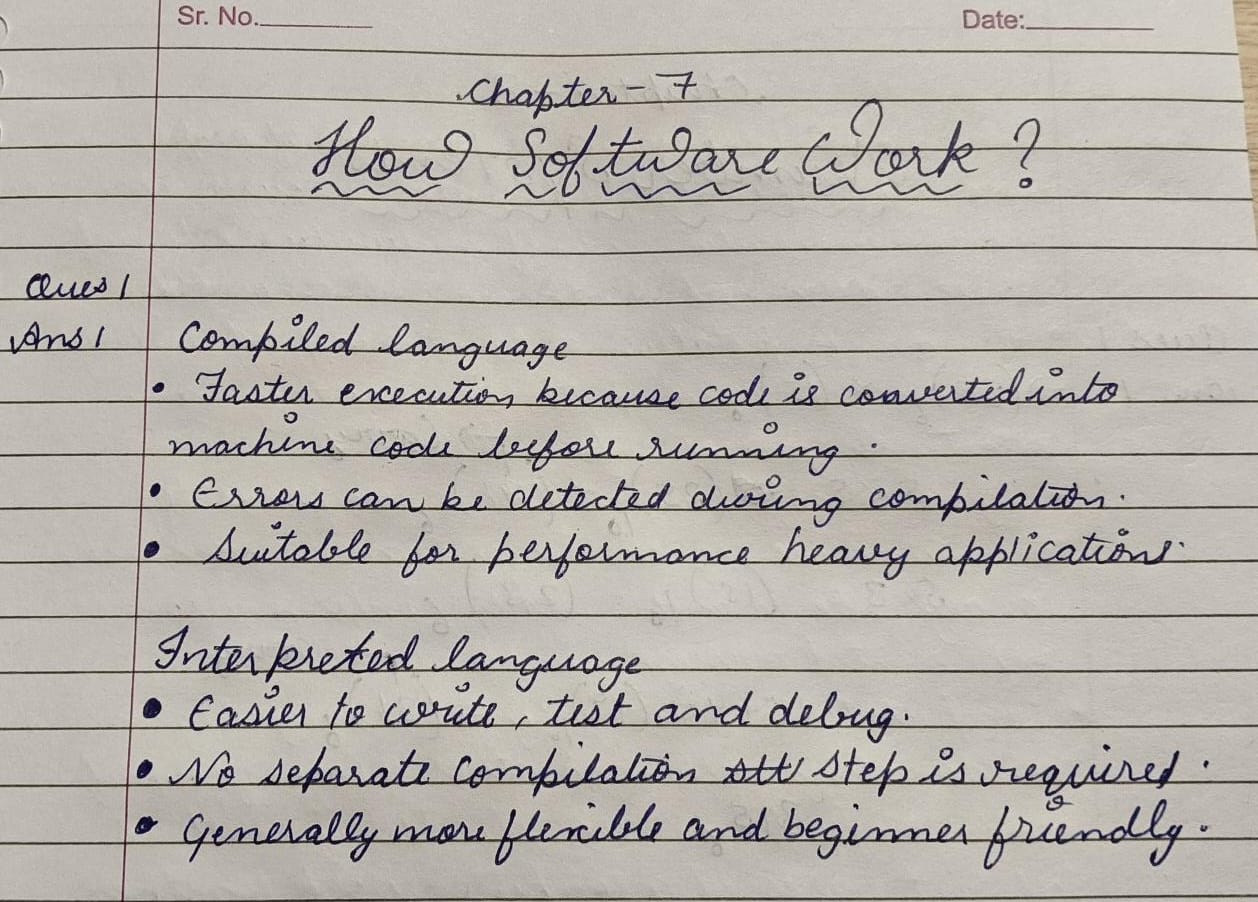 Sr. No. Date:
Chapter - 7
How Software Work ?
Ques 1
Ans 1 Compiled language
• Faster execution because code is converted into
machine code before running.
• Errors can be detected during compilation.
• Suitable for performance heavy applications.
Interpreted language
• Easier to write, test and debug.
• No separate compilation step is required.
• Generally more flexible and beginner friendly.